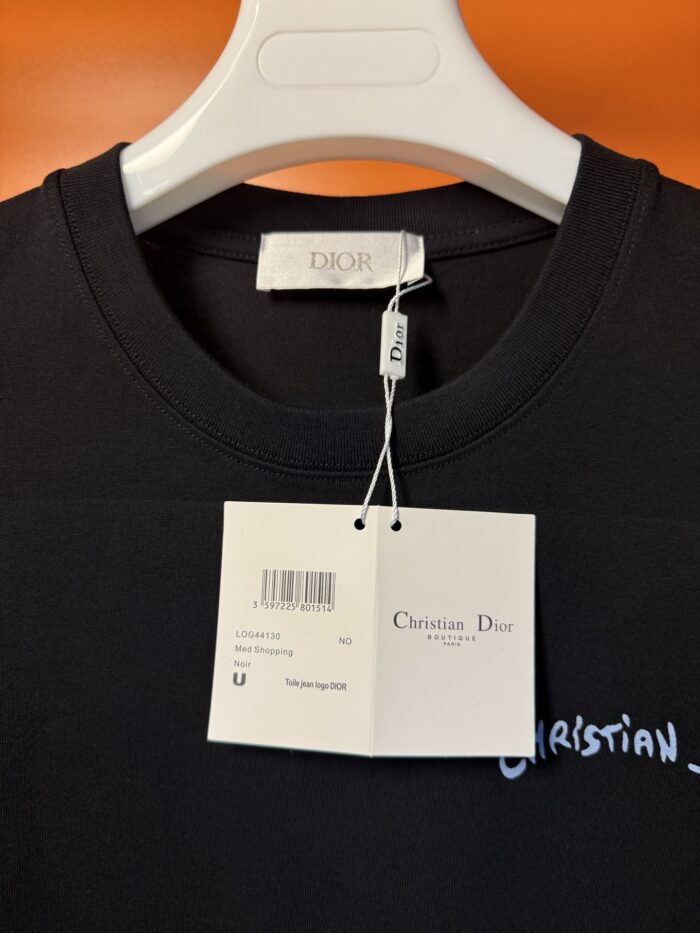 DIOR
Dior
3 597225 801514
LOG44130 NO
Med Shopping
Noir
U Toile jean logo DIOR
Christian Dior
BOUTIQUE
PARIS
CHRiSTiAN